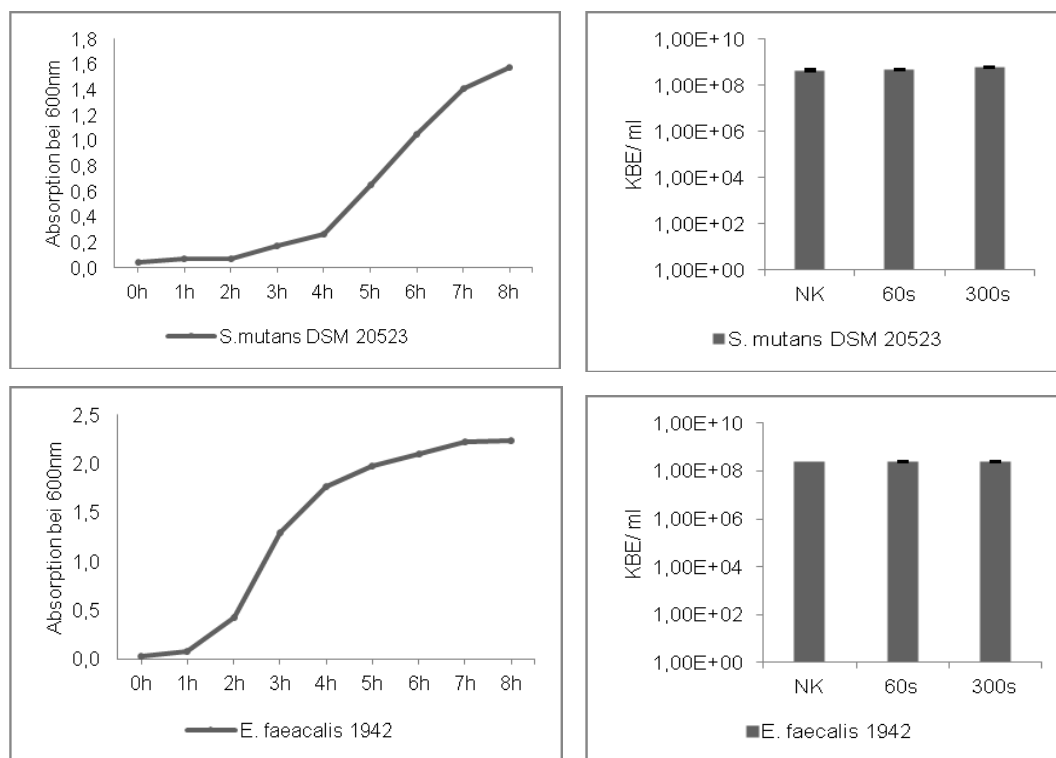 1,8
1,6
1,4
1,2
1,0
0,8
0,6
0,4
0,2
0,0
Absorption bei 600nm
0h 1h 2h 3h 4h 5h 6h 7h 8h
S.mutans DSM 20523
1,00E+10
1,00E+08
1,00E+06
1,00E+04
1,00E+02
1,00E+00
KBE/ ml
NK 60s 300s
S. mutans DSM 20523
2,5
2,0
1,5
1,0
0,5
0,0
Absorption bei 600nm
0h 1h 2h 3h 4h 5h 6h 7h 8h
E. faeacalis 1942
1,00E+10
1,00E+08
1,00E+06
1,00E+04
1,00E+02
1,00E+00
KBE/ ml
NK 60s 300s
E. faecalis 1942